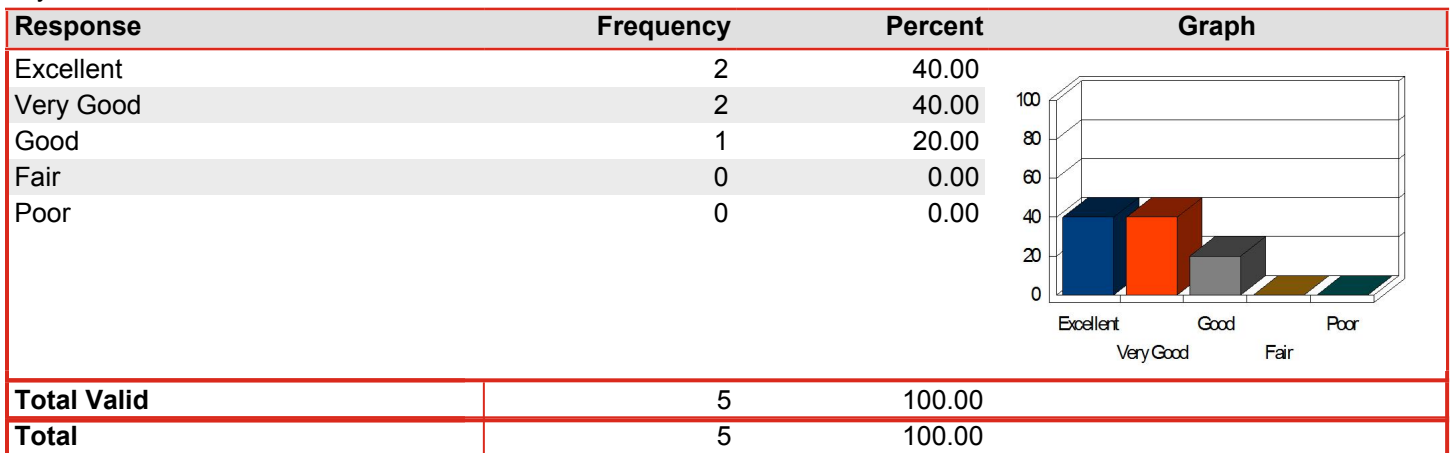 Response Frequency Percent Graph
Excellent 2 40.00
Very Good 2 40.00
Good 1 20.00
Fair 0 0.00
Poor 0 0.00
100
80
60
40
20
0
Excellent Good Poor
Very Good Fair
Total Valid 5 100.00
Total 5 100.00